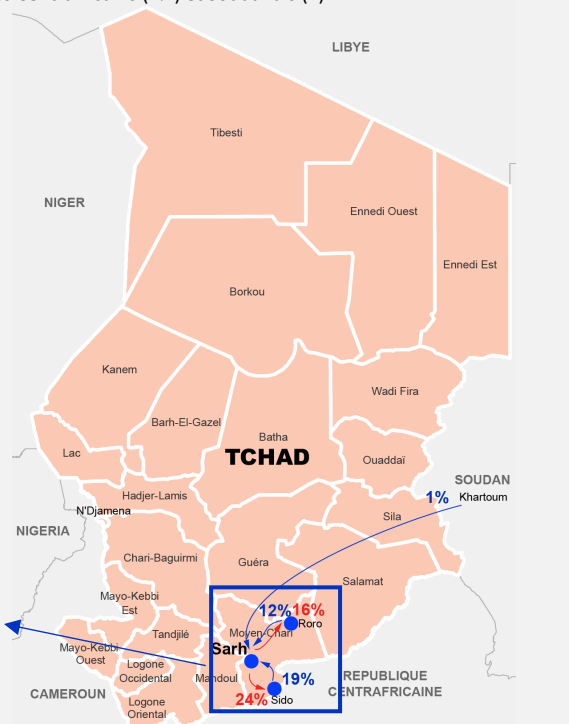 LIBYE
Tibesti
NIGER
Ennedi Ouest
Ennedi Est
Borkou
Kanem
Wadi Fira
Barh-El-Gazel
Batha
TCHAD
Lac
Ouaddaï
SOUDAN
Hadjer-Lamis
1%
Khartoum
N'Djamena
Sila
NIGERIA
Chari-Baguirmi
Guéra
Salamat
Mayo-Kebbi
Est
12%
16%
Roro
Moyen-Chari
Tandjilé
Mayo-Kebbi
Ouest
Sarh
Logone
Occidental
Mandoul
19%
REPUBLIQUE
CENTRAFRICAINE
CAMEROUN
24%
Sido
Logone
Oriental